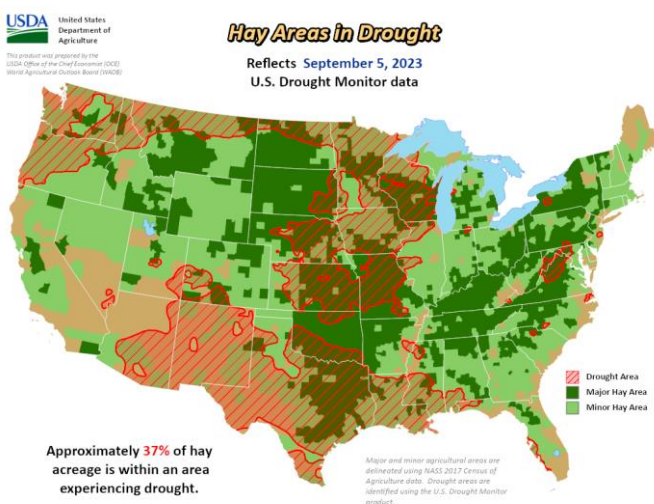 USDA
United States
Department of
Agriculture
This product was prepared by the
USDA Office of the Chief Economist (OCE)
World Agricultural Outlook Board (WAOB)
Hay Areas in Drought
Reflects September 5, 2023
U.S. Drought Monitor data
Drought Area
Major Hay Area
Minor Hay Area
Approximately 37% of hay
acreage is within an area
experiencing drought.
Major and minor agricultural areas are
delineated using NASS 2017 Census of
Agriculture data. Drought areas are
identified using the U.S. Drought Monitor
product.